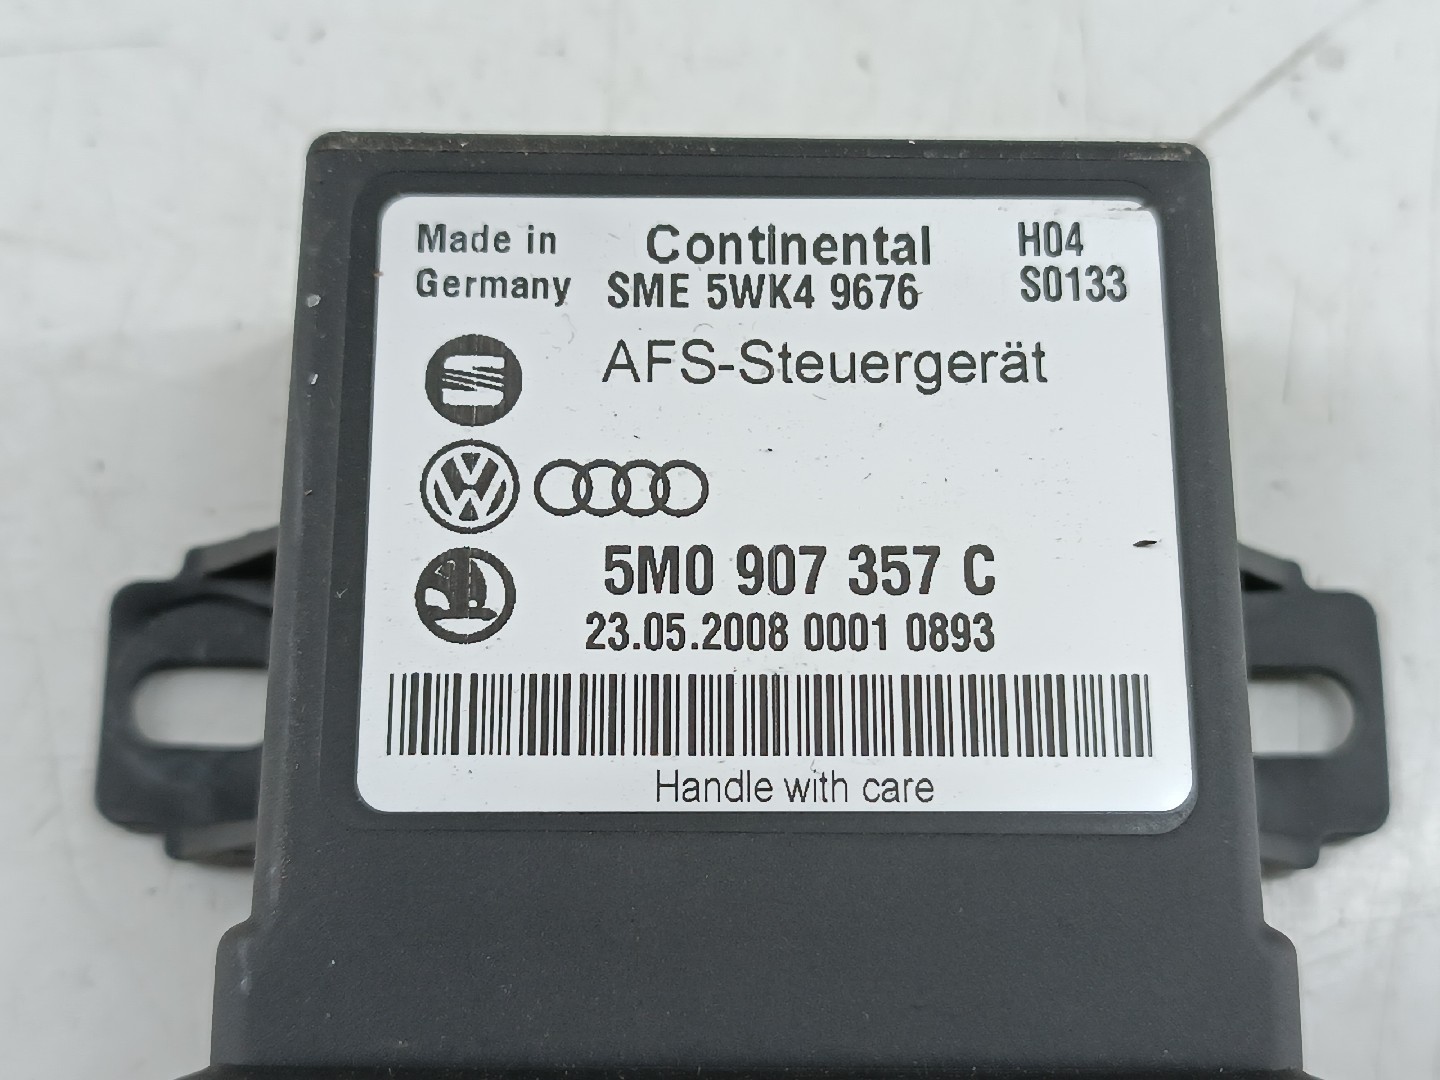 Made in Continental H04
Germany SME 5WK4 9676 S0133
AFS-Steuergerät
5M0 907 357 C
23.05.2008 0001 0893
Handle with care